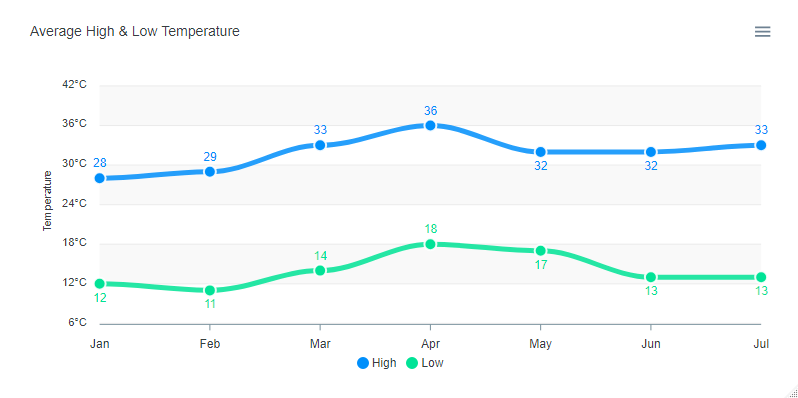 Average High & Low Temperature
42°C
36°C
30°C
24°C
18°C
12°C
6°C
Temperature
28 29 33 36 32 32 33
12 11 14 18 17 13 13
Jan Feb Mar Apr May Jun Jul
High Low